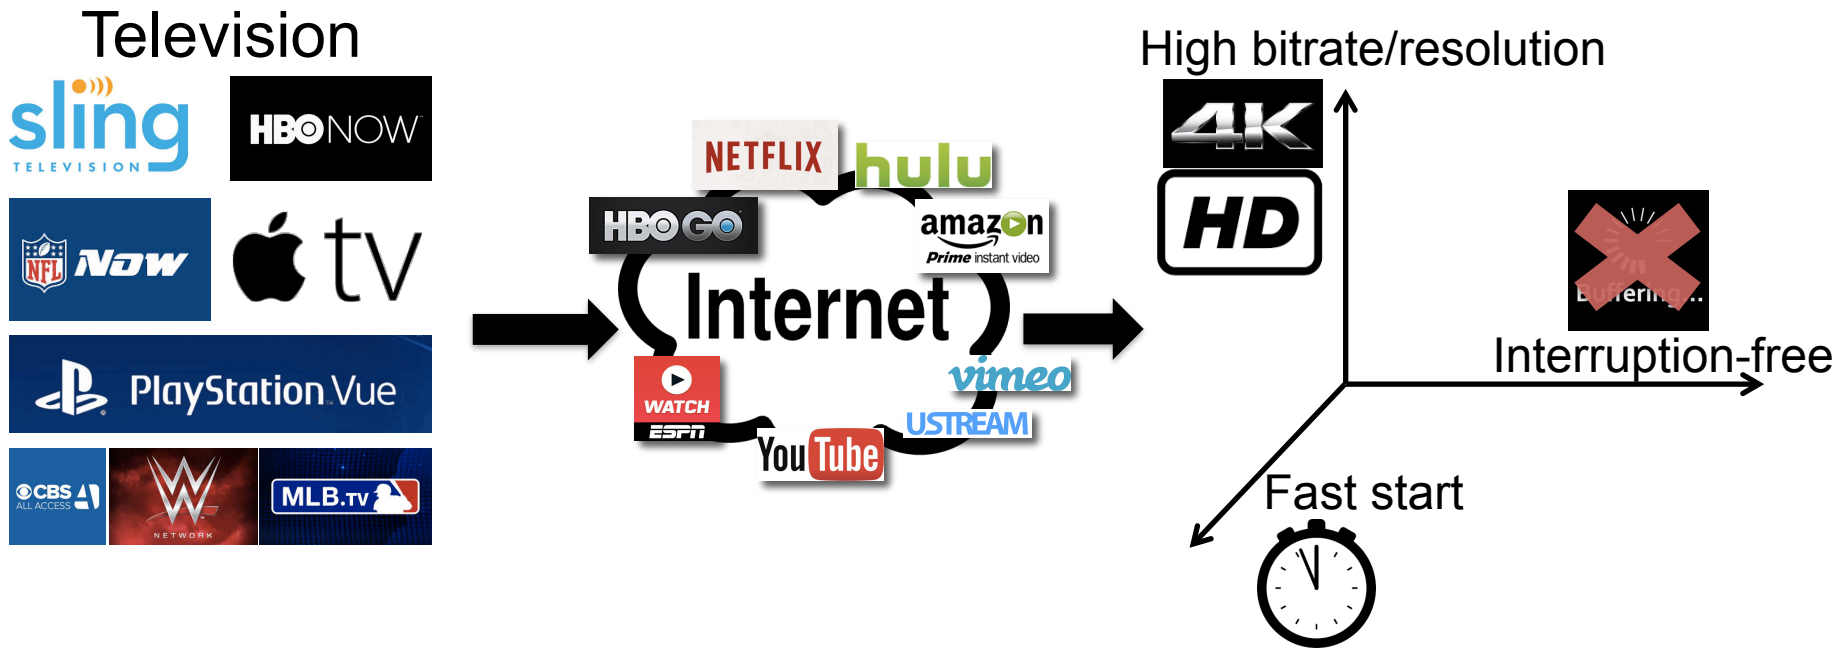 Television
sling
TELEVISION
HBO NOW
NFL NOW
tv
PlayStation Vue
CBS
ALL ACCESS
W
NETWORK
MLB.TV
NETFLIX
hulu
HBO GO
amazon
Prime instant video
Internet
WATCH
ESPN
vimeo
USTREAM
YouTube
High bitrate/resolution
4K
HD
Buffering...
Interruption-free
Fast start